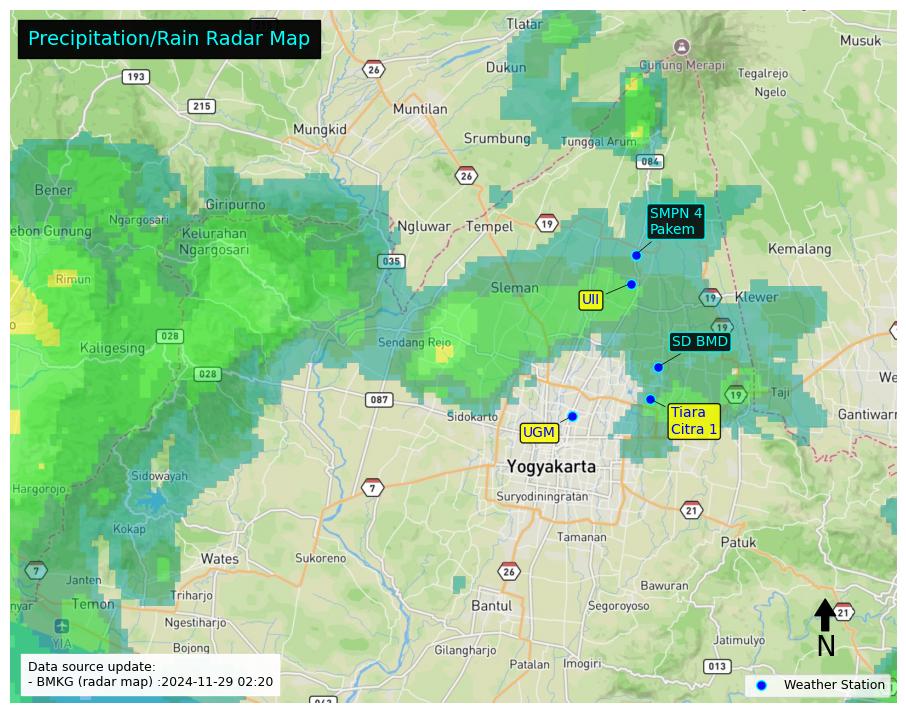 Precipitation/Rain Radar Map
Tlatar
Musuk
26
Gunung Merapi
193
Dukun
Tegalrejo
Ngelo
215
Muntilan
Mungkid
Srumbung
Tunggal Arum
084
26
Bener
Giripurno
SMPN 4
Pakem
Ngargosari
Ngluwar
Tempel
19
ebon Gunung
Kelurahan
Ngargosari
Kemalang
035
Rimun
Sleman
UII
19
Klewer
19
028
Sendang Rejo
SD BMD
Kaligesing
028
We
087
19
Taji
Sidokarto
Tiara
Citra 1
Gantiwarr
UGM
Yogyakarta
Sidowayah
Hargorojo
7
Suryodiningratan
21
Kokap
Tamanan
Patuk
Wates
Sukoreno
7
26
Janten
Bawuran
nyar
Temon
Triharjo
Bantul
Segoroyoso
21
Ngestiharjo
YIA
N
Bojong
Gilangharjo
Jatimulyo
Patalan
Imogiri
013
Data source update:
- BMKG (radar map) :2024-11-29 02:20
Weather Station